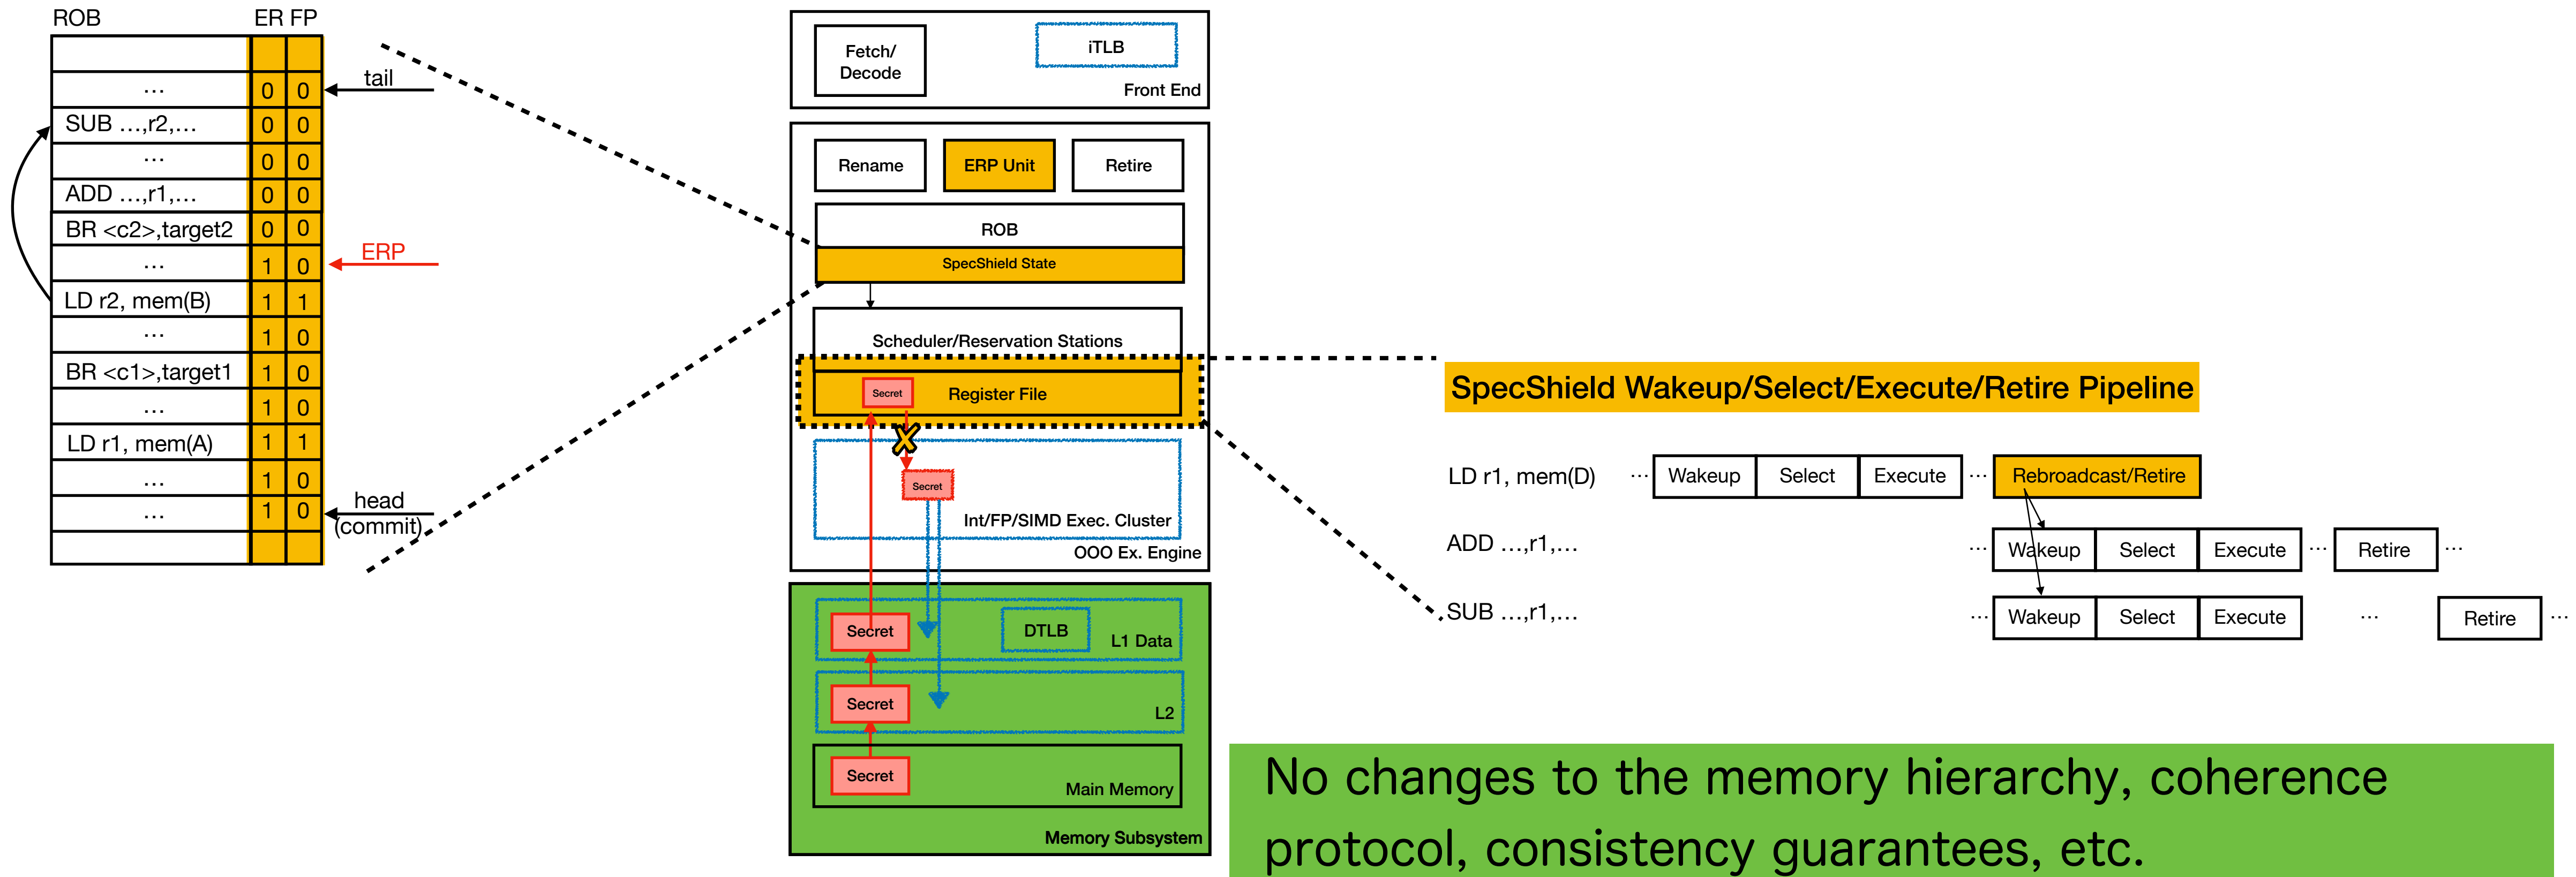 ROB ER FP
… 0 0
tail
SUB …,r2,… 0 0
… 0 0
ADD …,r1,… 0 0
BR <c2>,target2 0 0
… 1 0
ERP
LD r2, mem(B) 1 1
… 1 0
BR <c1>,target1 1 0
… 1 0
LD r1, mem(A) 1 1
… 1 0
… 1 0
head
(commit)
Fetch/
Decode
iTLB
Front End
Rename
ERP Unit
Retire
ROB
SpecShield State
Scheduler/Reservation Stations
Secret
Register File
Secret
Int/FP/SIMD Exec. Cluster
OOO Ex. Engine
Secret
DTLB
L1 Data
Secret
L2
Secret
Main Memory
Memory Subsystem
SpecShield Wakeup/Select/Execute/Retire Pipeline
LD r1, mem(D) … Wakeup Select Execute … Rebroadcast/Retire
ADD …,r1,… … Wakeup Select Execute … Retire …
SUB …,r1,… … Wakeup Select Execute … Retire …
No changes to the memory hierarchy, coherence
protocol, consistency guarantees, etc.